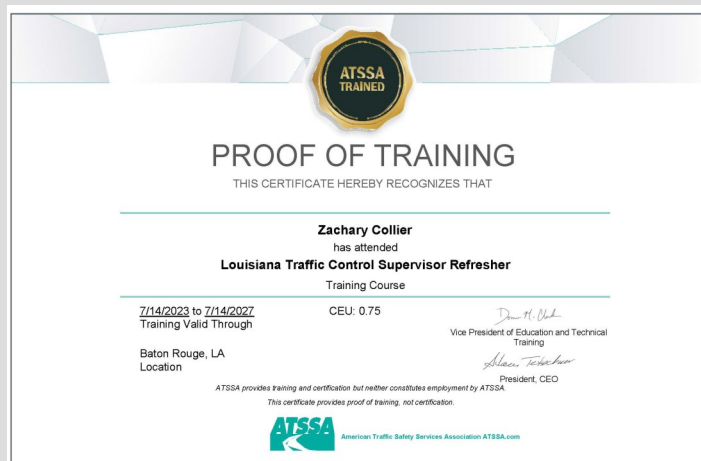 ATSSA
TRAINED
PROOF OF TRAINING
THIS CERTIFICATE HEREBY RECOGNIZES THAT
Zachary Collier
has attended
Louisiana Traffic Control Supervisor Refresher
Training Course
7/14/2023 to 7/14/2027
Training Valid Through
CEU: 0.75
Vice President of Education and Technical
Training
Baton Rouge, LA
Location
President, CEO
ATSSA provides training and certification but neither constitutes employment by ATSSA.
This certificate provides proof of training, not certification.
ATSSA
American Traffic Safety Services Association ATSSA.com